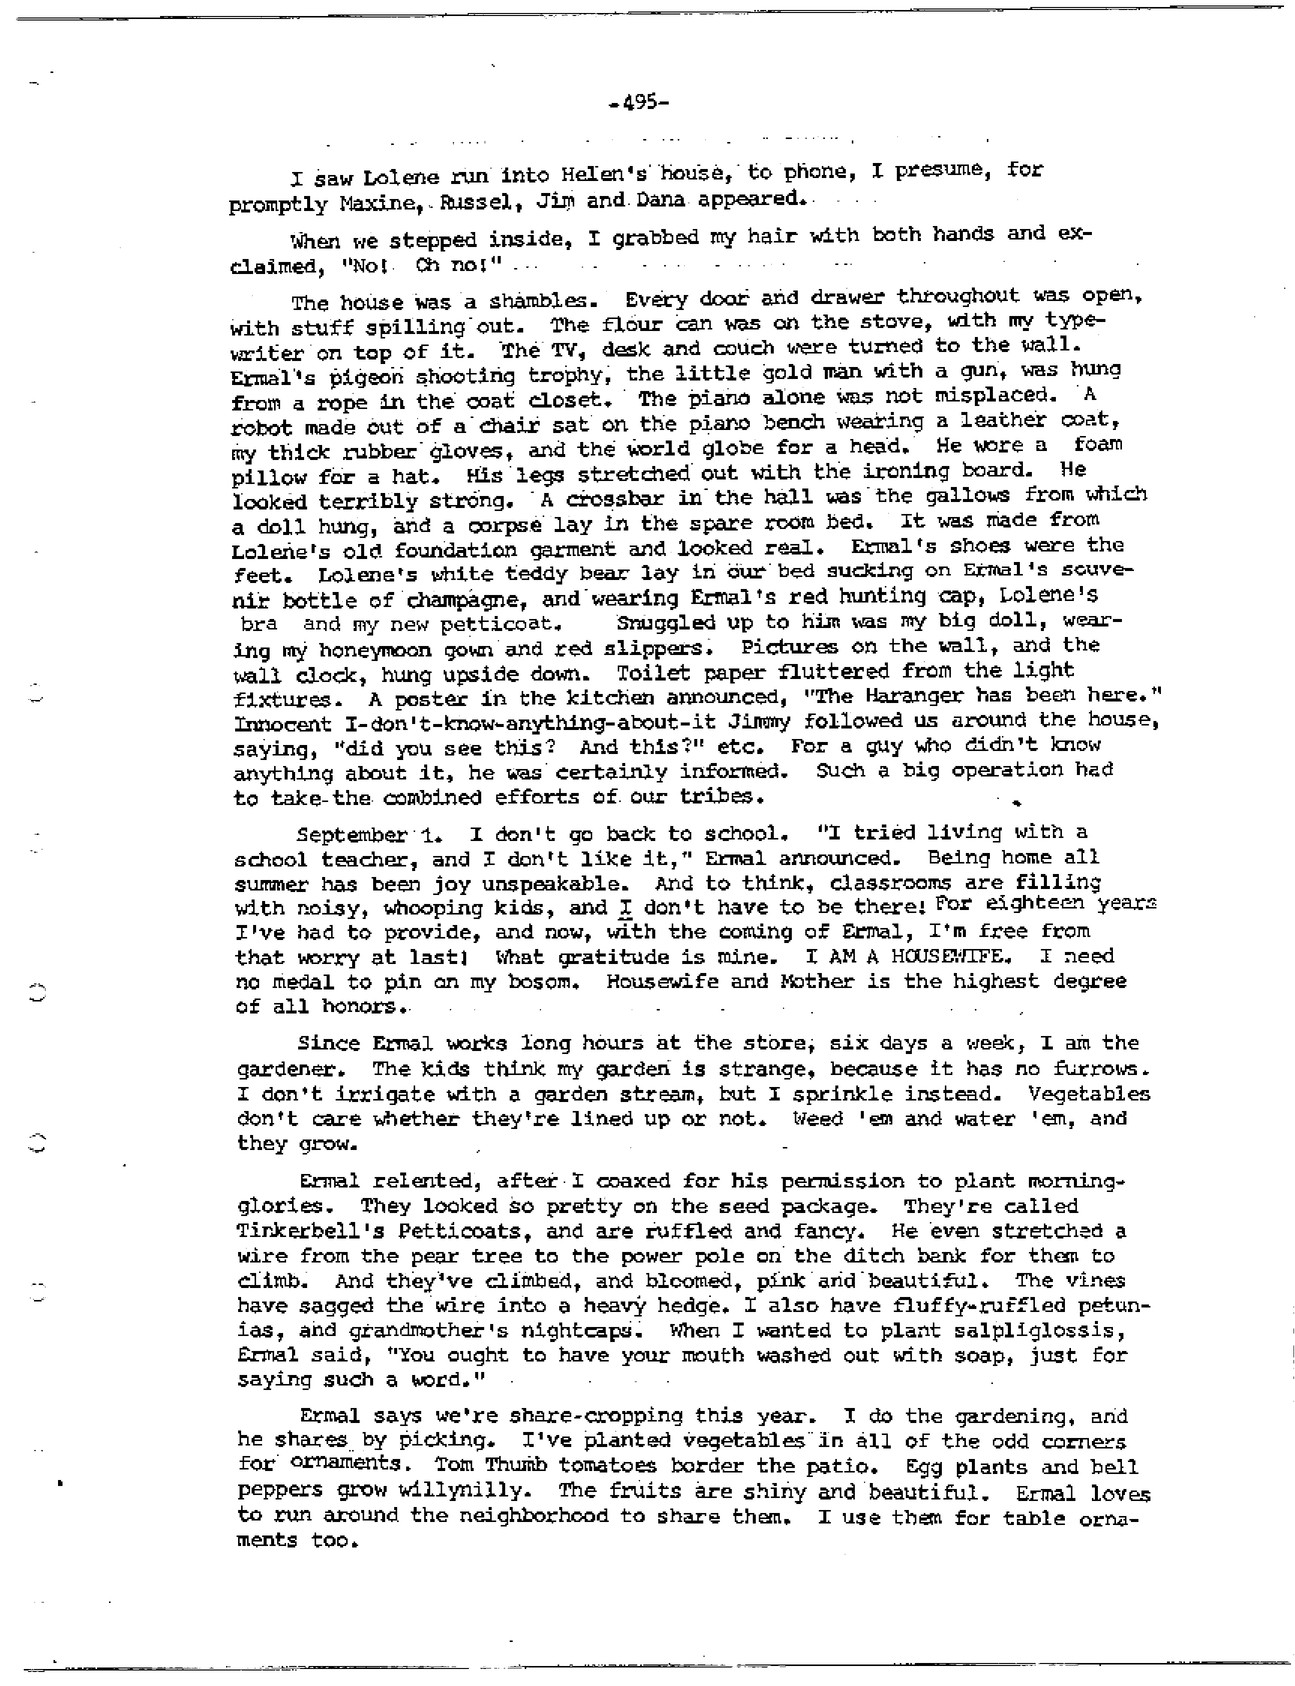 -495-
I saw Lolene run into Helen's house, to phone, I presume, for
promptly Maxine, Russel, Jim and Dana appeared.
When we stepped inside, I grabbed my hair with both hands and ex-
claimed, "No! Oh no!"
The house was a shambles. Every door and drawer throughout was open,
with stuff spilling out. The flour can was on the stove, with my type-
writer on top of it. The TV, desk and couch were turned to the wall.
Ermal's pigeon shooting trophy, the little gold man with a gun, was hung
from a rope in the coat closet. The piano alone was not misplaced. A
robot made out of a chair sat on the piano bench wearing a leather coat,
my thick rubber gloves, and the world globe for a head. He wore a foam
pillow for a hat. His legs stretched out with the ironing board. He
looked terribly strong. A crossbar in the hall was the gallows from which
a doll hung, and a corpse lay in the spare room bed. It was made from
Lolene's old foundation garment and looked real. Ermal's shoes were the
feet. Lolene's white teddy bear lay in our bed sucking on Ermal's souve-
nir bottle of champagne, and wearing Ermal's red hunting cap, Lolene's
bra and my new petticoat. Snuggled up to him was my big doll, wear-
ing my honeymoon gown and red slippers. Pictures on the wall, and the
wall clock, hung upside down. Toilet paper fluttered from the light
fixtures. A poster in the kitchen announced, "The Haranger has been here."
Innocent I-don't-know-anything-about-it Jimmy followed us around the house,
saying, "did you see this? And this?" etc. For a guy who didn't know
anything about it, he was certainly informed. Such a big operation had
to take the combined efforts of our tribes.
September 1. I don't go back to school. "I tried living with a
school teacher, and I don't like it," Ermal announced. Being home all
summer has been joy unspeakable. And to think, classrooms are filling
with noisy, whooping kids, and I don't have to be there! For eighteen years
I've had to provide, and now, with the coming of Ermal, I'm free from
that worry at last! What gratitude is mine. I AM A HOUSEWIFE. I need
no medal to pin on my bosom. Housewife and Mother is the highest degree
of all honors.
Since Ermal works long hours at the store, six days a week, I am the
gardener. The kids think my garden is strange, because it has no furrows.
I don't irrigate with a garden stream, but I sprinkle instead. Vegetables
don't care whether they're lined up or not. Weed 'em and water 'em, and
they grow.
Ermal relented, after I coaxed for his permission to plant morning-
glories. They looked so pretty on the seed package. They're called
Tinkerbell's Petticoats, and are ruffled and fancy. He even stretched a
wire from the pear tree to the power pole on the ditch bank for them to
climb. And they've climbed, and bloomed, pink and beautiful. The vines
have sagged the wire into a heavy hedge. I also have fluffy-ruffled petun-
ias, and grandmother's nightcaps. When I wanted to plant salpliglossis,
Ermal said, "You ought to have your mouth washed out with soap, just for
saying such a word."
Ermal says we're share-cropping this year. I do the gardening, and
he shares by picking. I've planted vegetables in all of the odd corners
for ornaments. Tom Thumb tomatoes border the patio. Egg plants and bell
peppers grow willynilly. The fruits are shiny and beautiful. Ermal loves
to run around the neighborhood to share them. I use them for table orna-
ments too.